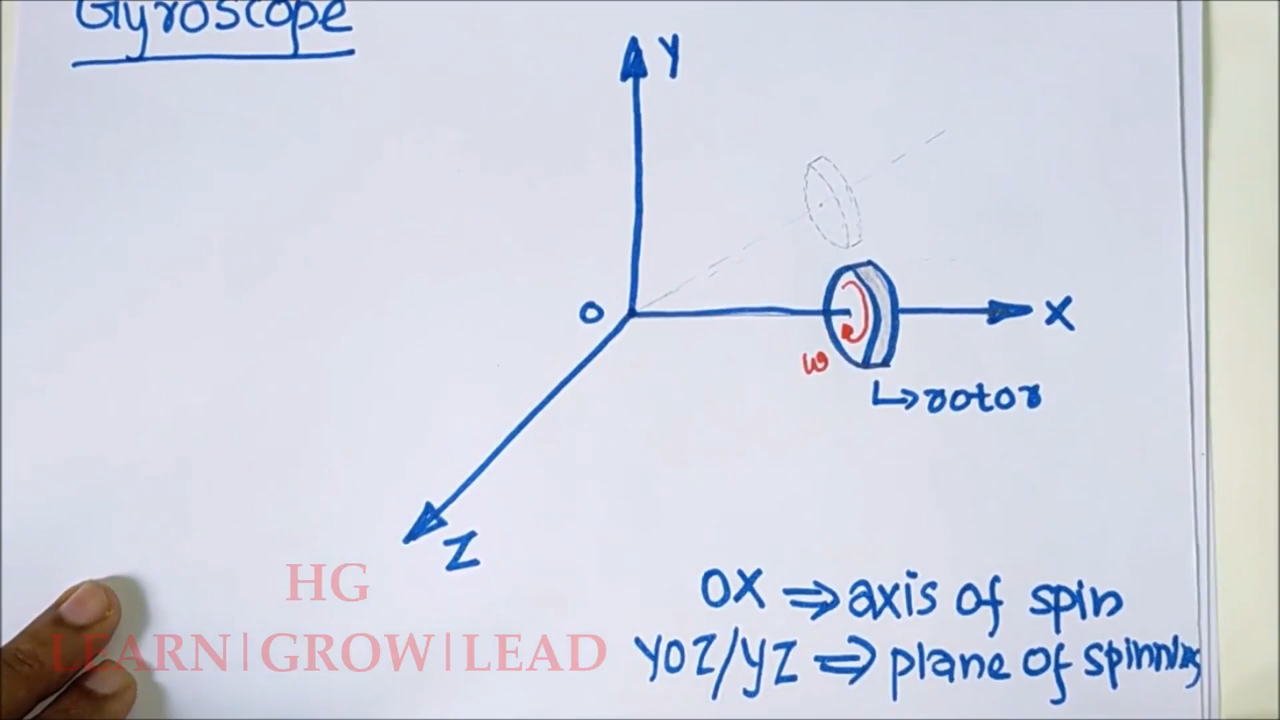 Gyroscope
Y
O
X
ω
↳rotor
Z
HG
LEARN|GROW|LEAD
OX ⇒ axis of spin
YOZ/YZ ⇒ plane of spinning